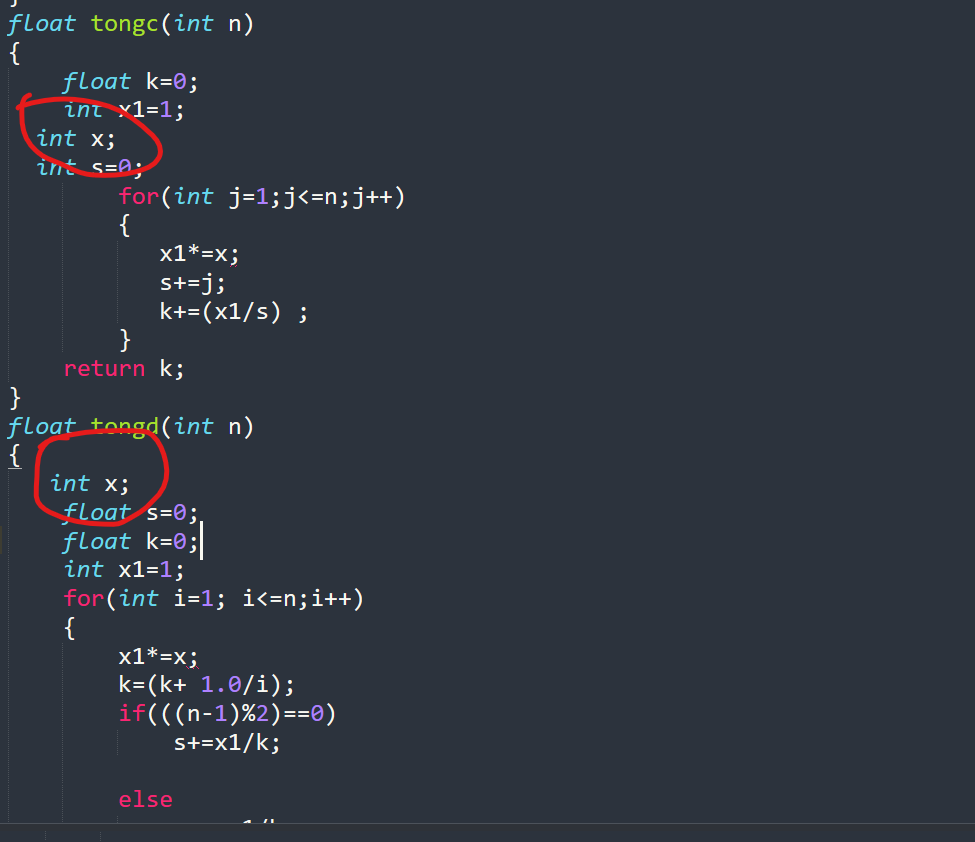 }
float tongc(int n)
{
float k=0;
int x1=1;
int x;
int s=0;
for(int j=1;j<=n;j++)
{
x1*=x;
s+=j;
k+=(x1/s) ;
}
return k;
}
float tongd(int n)
{
int x;
float s=0;
float k=0;
int x1=1;
for(int i=1; i<=n;i++)
{
x1*=x;
k=(k+ 1.0/i);
if(((n-1)%2)==0)
s+=x1/k;
else